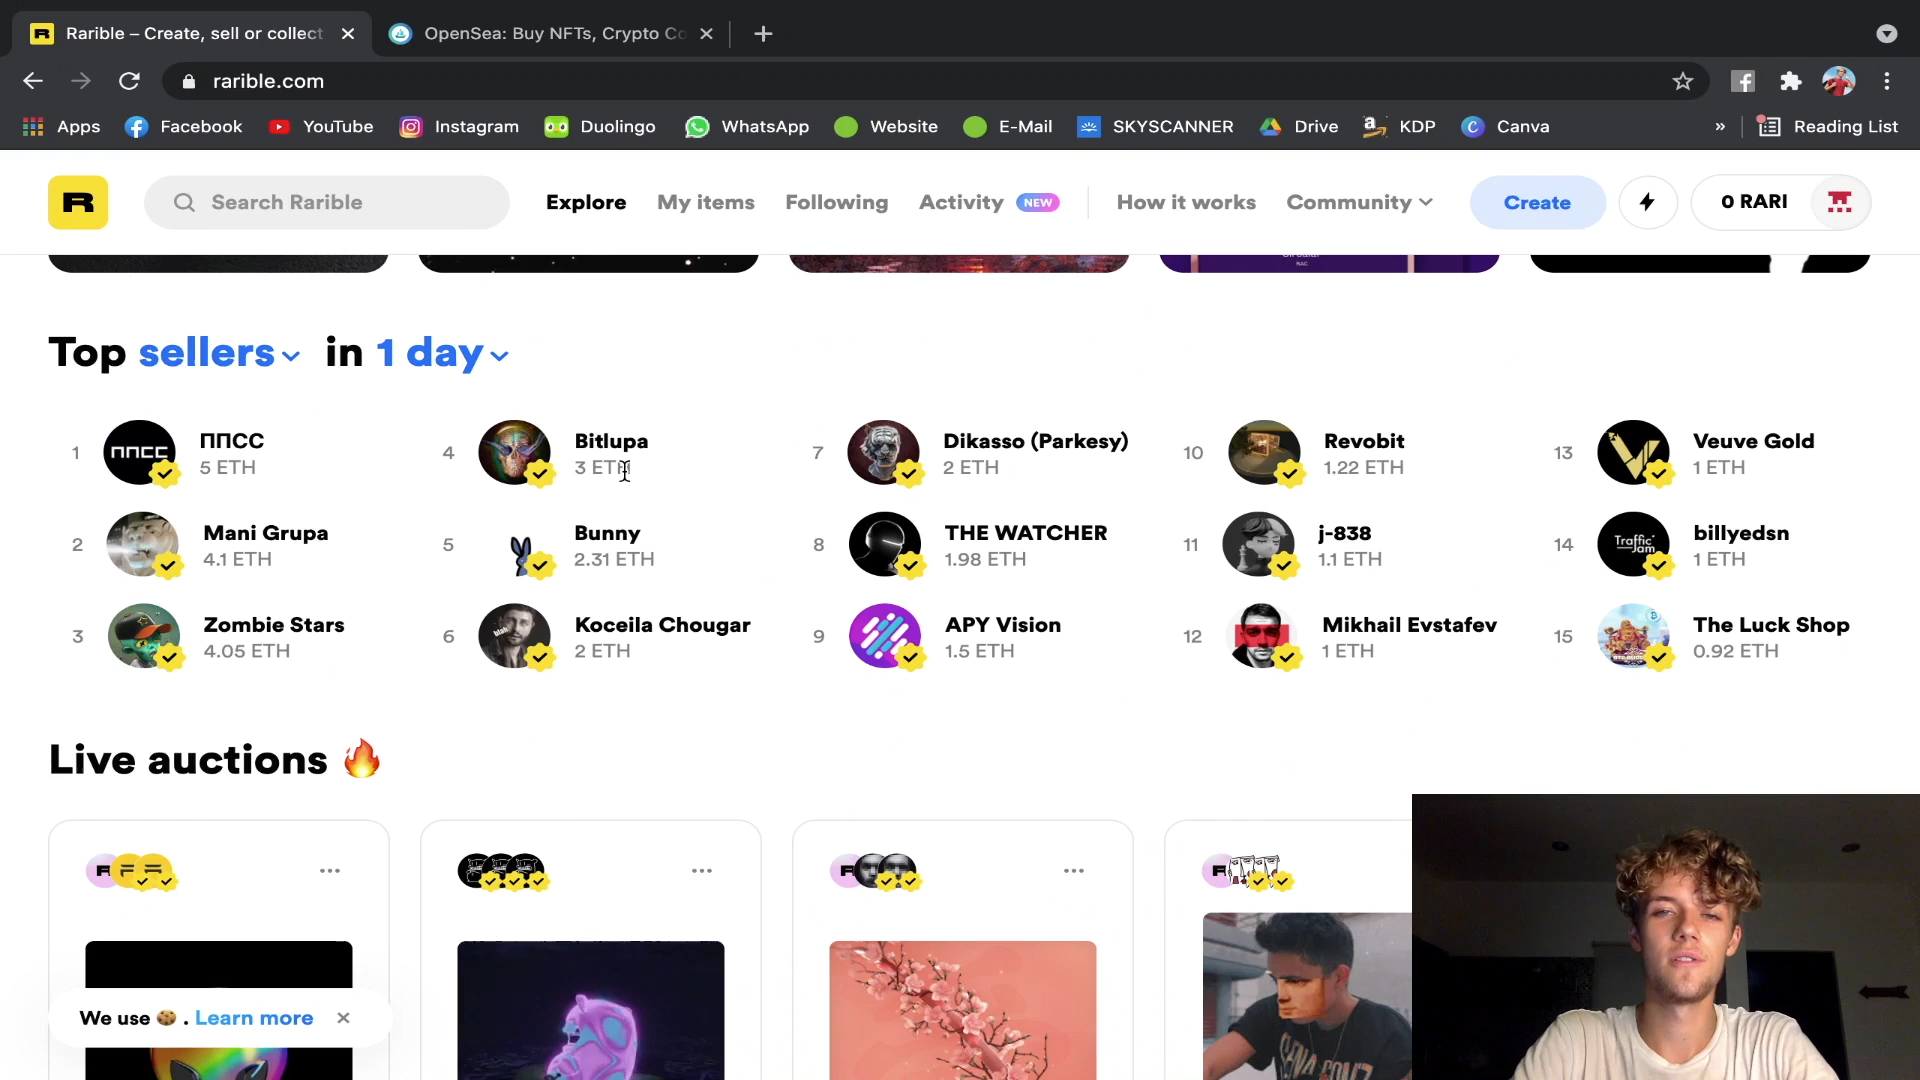 Rarible – Create, sell or collect
OpenSea: Buy NFTs, Crypto Co
rarible.com
Apps Facebook YouTube Instagram Duolingo WhatsApp Website E-Mail SKYSCANNER Drive KDP Canva » Reading List
R Search Rarible Explore My items Following Activity NEW How it works Community Create 0 RARI
Top sellers in 1 day
1 ППСС 5 ETH
2 Mani Grupa 4.1 ETH
3 Zombie Stars 4.05 ETH
4 Bitlupa 3 ETH
5 Bunny 2.31 ETH
6 Koceila Chougar 2 ETH
7 Dikasso (Parkesy) 2 ETH
8 THE WATCHER 1.98 ETH
9 APY Vision 1.5 ETH
10 Revobit 1.22 ETH
11 j-838 1.1 ETH
12 Mikhail Evstafev 1 ETH
13 Veuve Gold 1 ETH
14 Traffic Jam billyedsn 1 ETH
15 The Luck Shop 0.92 ETH
Live auctions 🔥
We use 🍪 . Learn more